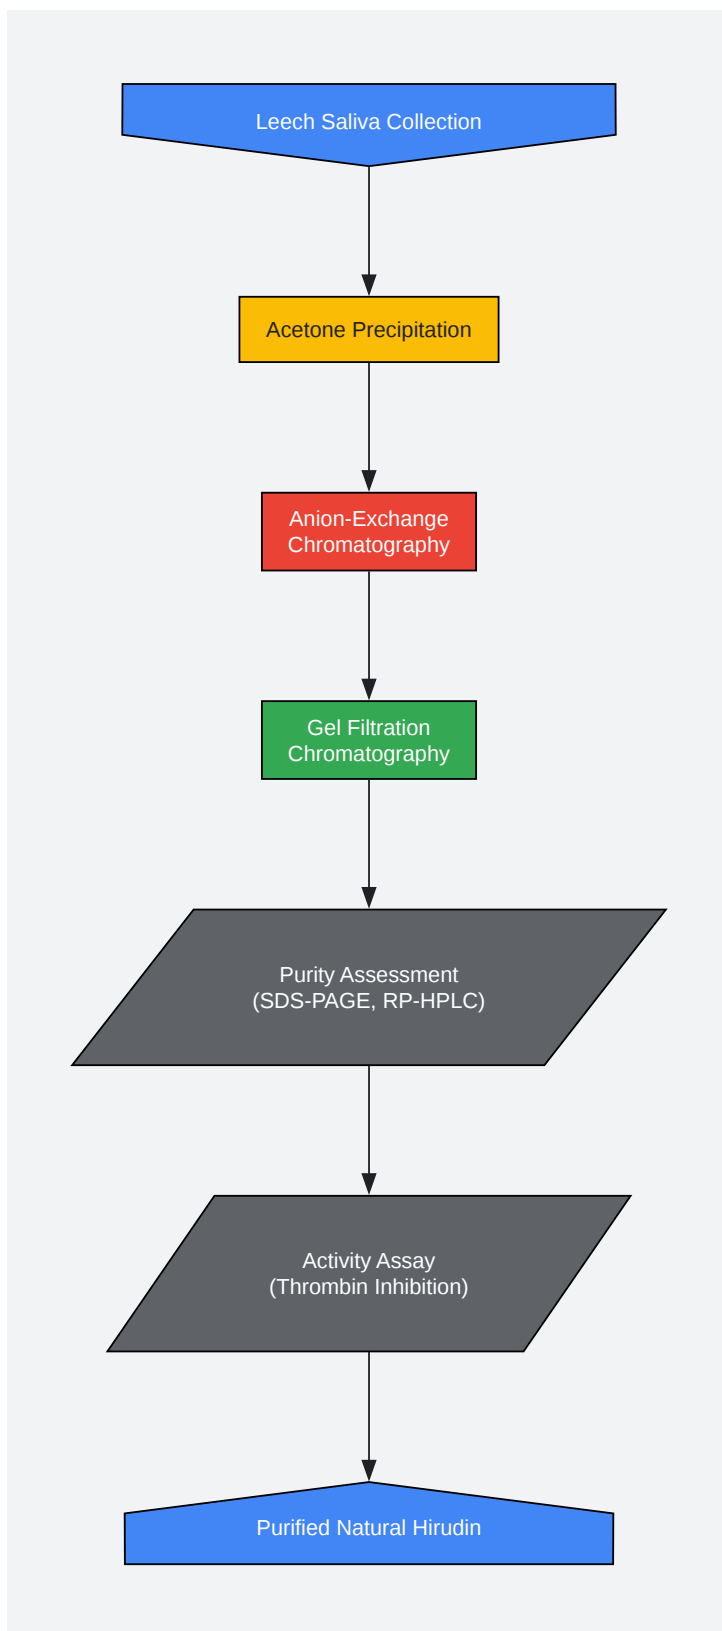 Leech Saliva Collection
Acetone Precipitation
Anion-Exchange
Chromatography
Gel Filtration
Chromatography
Purity Assessment
(SDS-PAGE, RP-HPLC)
Activity Assay
(Thrombin Inhibition)
Purified Natural Hirudin